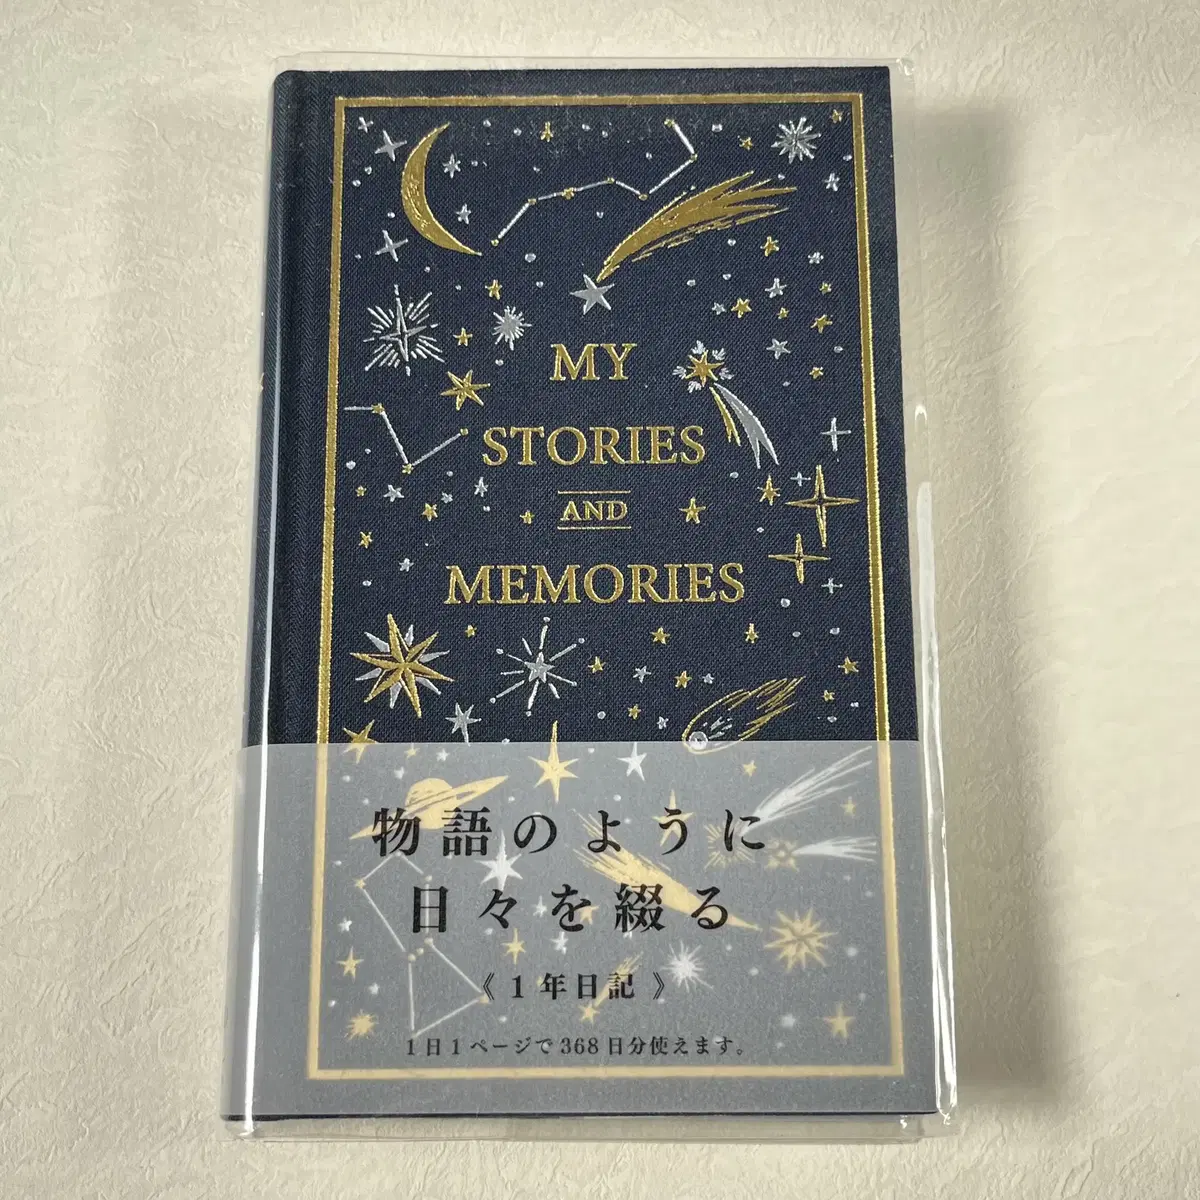 MY
STORIES
AND
MEMORIES
物語のように
日々を綴る
《1年日記》
1日1ページで368日分使えます。